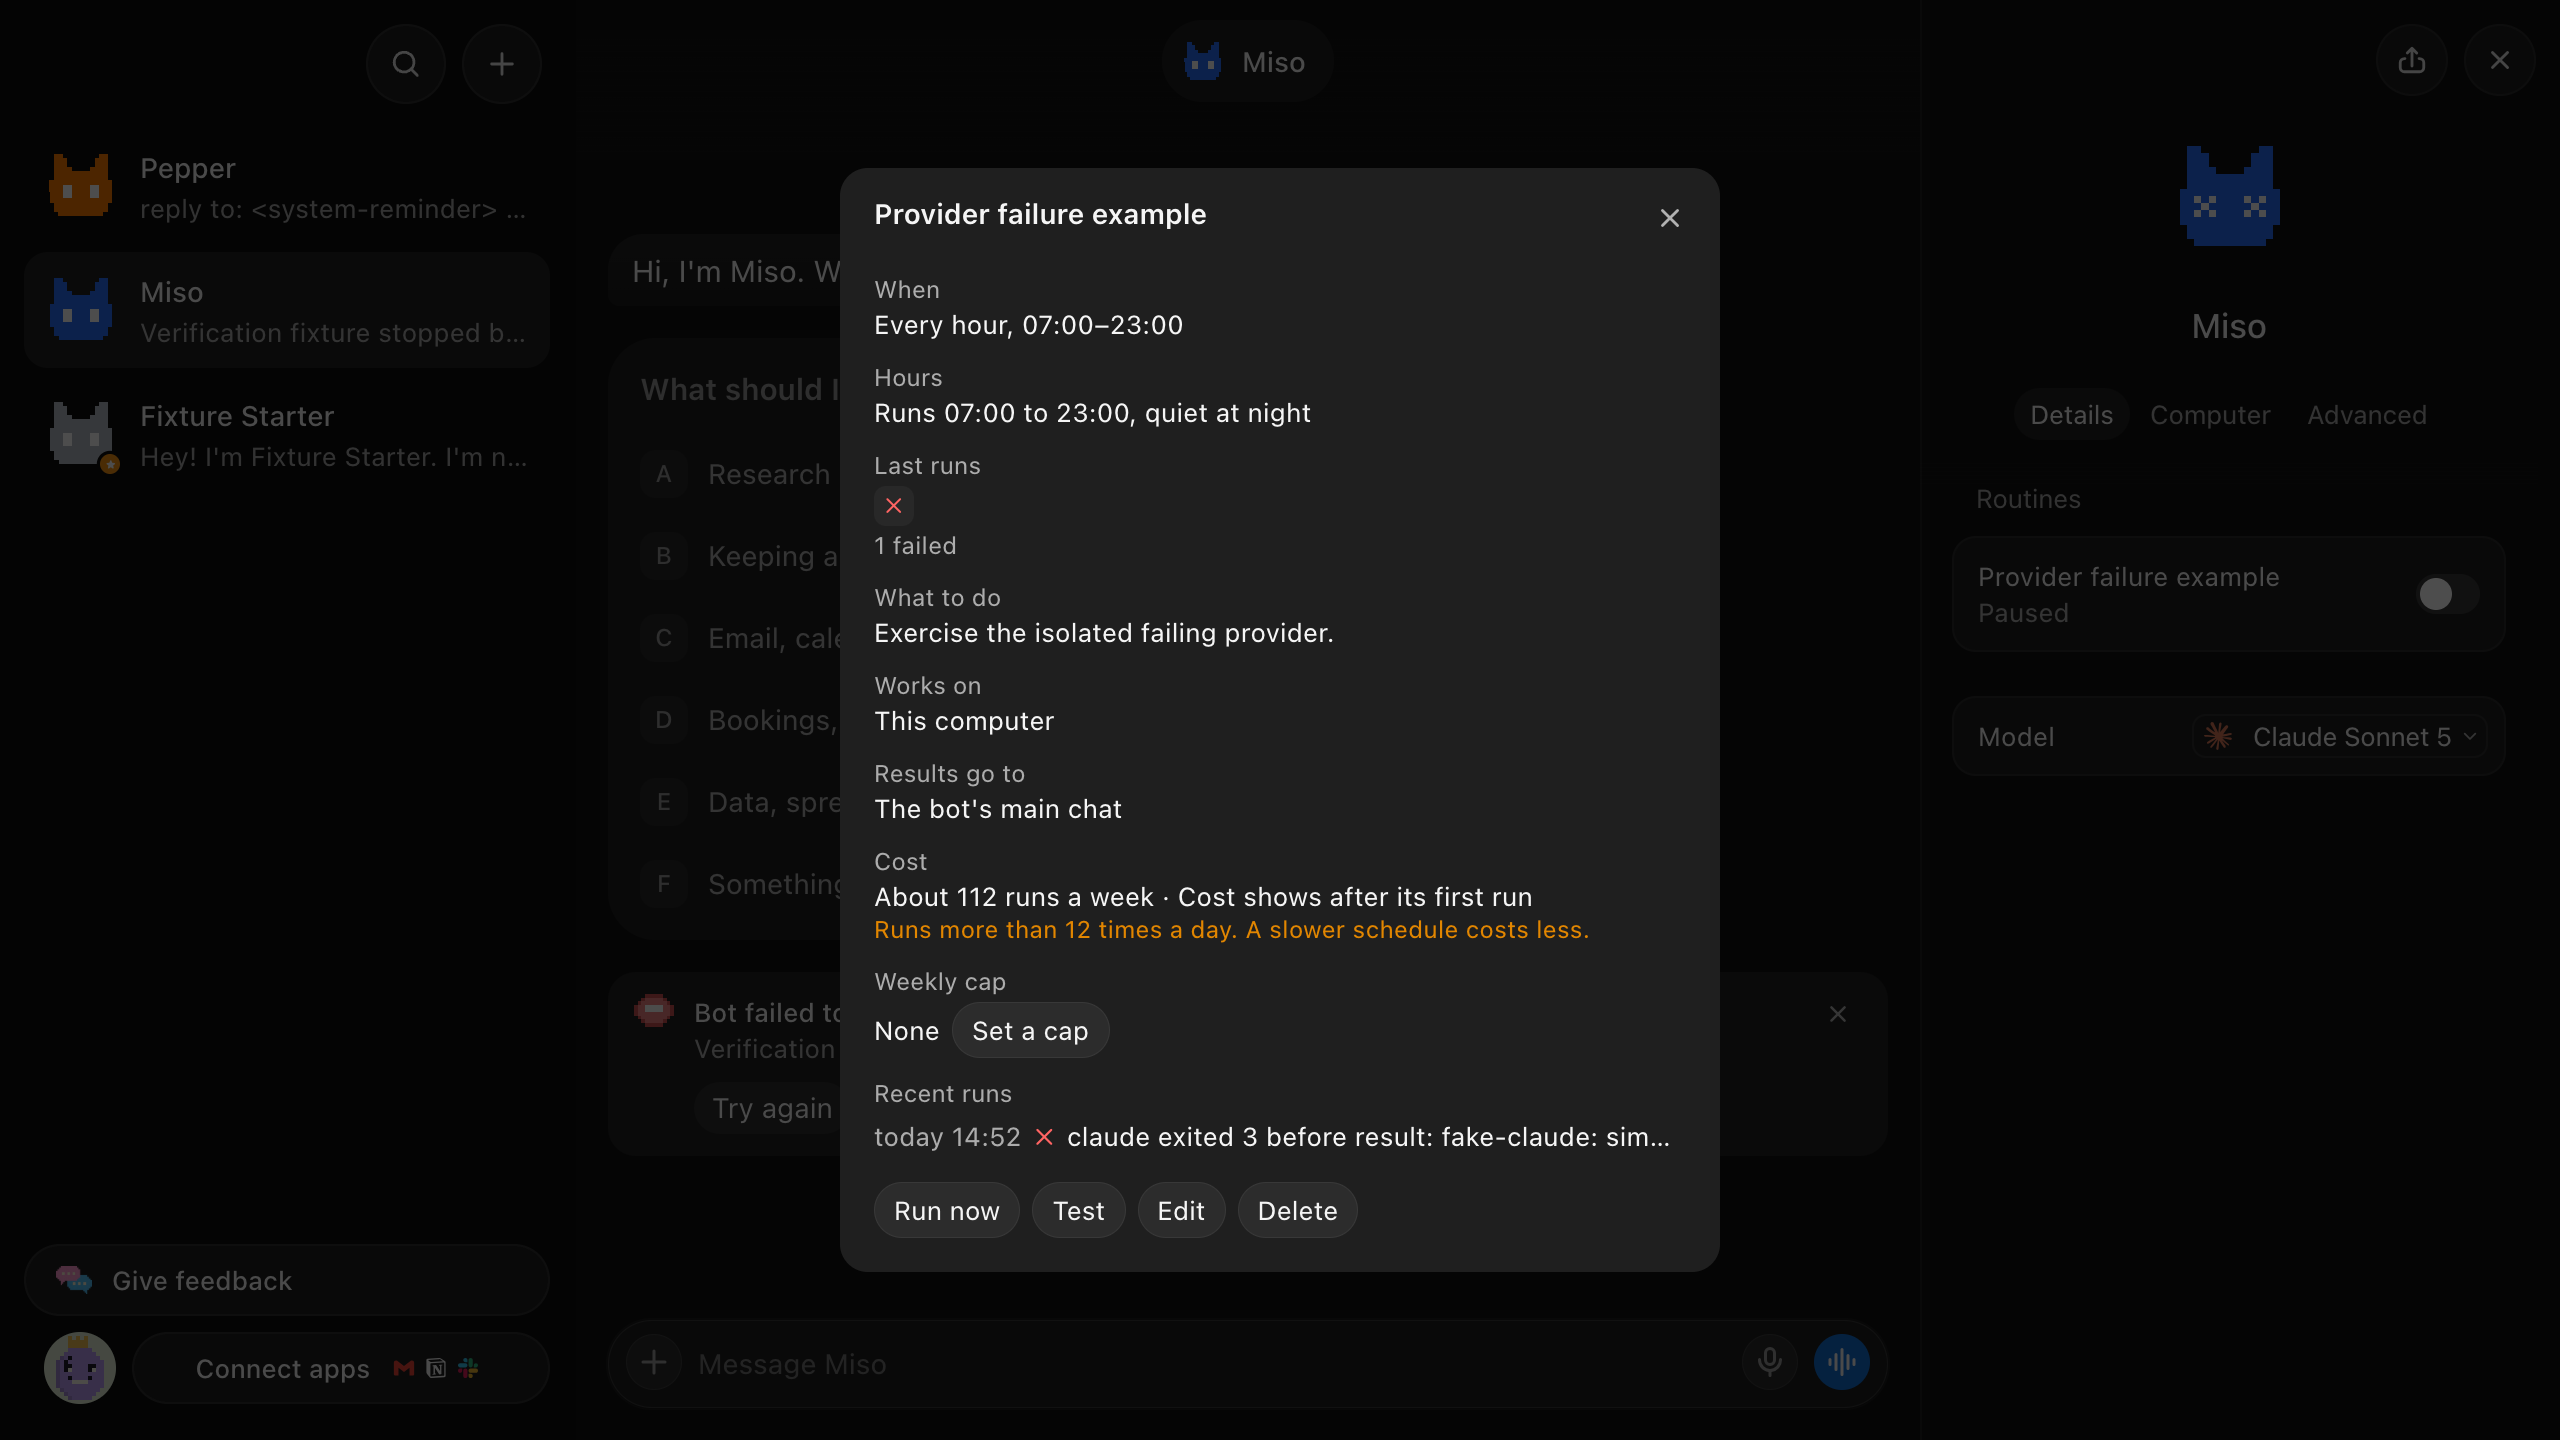 Pepper
reply to: <system-reminder> ...
Miso
Verification fixture stopped b...
Fixture Starter
Hey! I'm Fixture Starter. I'm n...
Give feedback
Connect apps
Miso
Hi, I'm Miso. W
What should I
A Research
B Keeping a
C Email, cale
D Bookings,
E Data, spre
F Something
Bot failed to
Verification
Try again
Message Miso
Provider failure example
When
Every hour, 07:00–23:00
Hours
Runs 07:00 to 23:00, quiet at night
Last runs
1 failed
What to do
Exercise the isolated failing provider.
Works on
This computer
Results go to
The bot's main chat
Cost
About 112 runs a week · Cost shows after its first run
Runs more than 12 times a day. A slower schedule costs less.
Weekly cap
None Set a cap
Recent runs
today 14:52 claude exited 3 before result: fake-claude: sim...
Run now Test Edit Delete
Miso
Details Computer Advanced
Routines
Provider failure example
Paused
Model Claude Sonnet 5